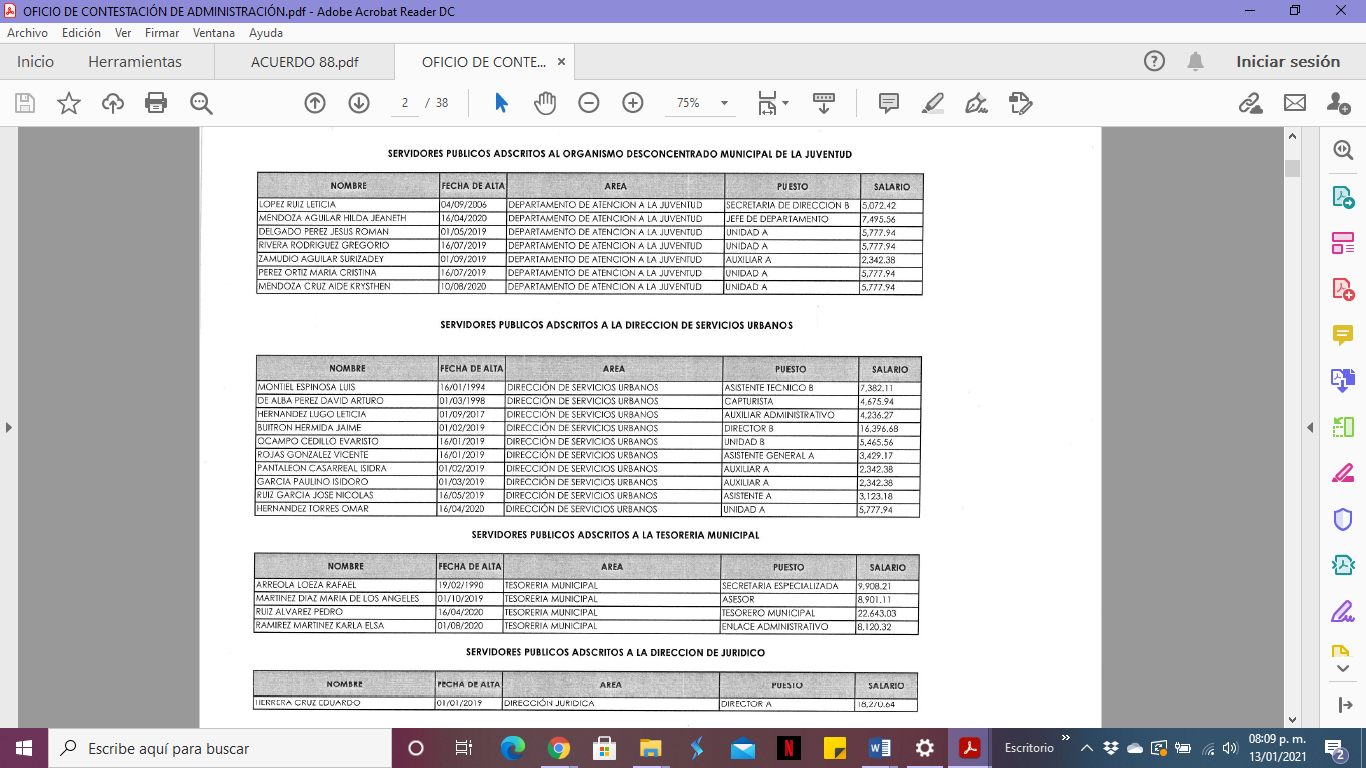 OFICIO DE CONTESTACIÓN DE ADMINISTRACIÓN.pdf - Adobe Acrobat Reader DC
Archivo Edición Ver Firmar Ventana Ayuda
Inicio Herramientas ACUERDO 88.pdf OFICIO DE CONTE... × Iniciar sesión
2 / 38 75%
SERVIDORES PUBLICOS ADSCRITOS AL ORGANISMO DESCONCENTRADO MUNICIPAL DE LA JUVENTUD
NOMBRE FECHA DE ALTA AREA PUESTO SALARIO
LOPEZ RUIZ LETICIA 04/09/2006 DEPARTAMENTO DE ATENCION A LA JUVENTUD SECRETARIA DE DIRECCION B 5,072.42
MENDOZA AGUILAR HILDA JEANETH 16/04/2020 DEPARTAMENTO DE ATENCION A LA JUVENTUD JEFE DE DEPARTAMENTO 7,495.56
DELGADO PEREZ JESUS ROMAN 01/05/2019 DEPARTAMENTO DE ATENCION A LA JUVENTUD UNIDAD A 5,777.94
RIVERA RODRIGUEZ GREGORIO 16/07/2019 DEPARTAMENTO DE ATENCION A LA JUVENTUD UNIDAD A 5,777.94
ZAMUDIO AGUILAR SURIZADEY 01/09/2019 DEPARTAMENTO DE ATENCION A LA JUVENTUD AUXILIAR A 2,342.38
PEREZ ORTIZ MARIA CRISTINA 16/07/2019 DEPARTAMENTO DE ATENCION A LA JUVENTUD UNIDAD A 5,777.94
MENDOZA CRUZ AIDE KRYSTHEN 10/08/2020 DEPARTAMENTO DE ATENCION A LA JUVENTUD UNIDAD A 5,777.94
SERVIDORES PUBLICOS ADSCRITOS A LA DIRECCION DE SERVICIOS URBANOS
NOMBRE FECHA DE ALTA AREA PUESTO SALARIO
MONTIEL ESPINOSA LUIS 16/01/1994 DIRECCIÓN DE SERVICIOS URBANOS ASISTENTE TECNICO B 7,382.11
DE ALBA PEREZ DAVID ARTURO 01/03/1998 DIRECCIÓN DE SERVICIOS URBANOS CAPTURISTA 4,675.94
HERNANDEZ LUGO LETICIA 01/09/2017 DIRECCIÓN DE SERVICIOS URBANOS AUXILIAR ADMINISTRATIVO 4,236.27
BUITRON HERMIDA JAIME 01/02/2019 DIRECCIÓN DE SERVICIOS URBANOS DIRECTOR B 16,396.68
OCAMPO CEDILLO EVARISTO 16/01/2019 DIRECCIÓN DE SERVICIOS URBANOS UNIDAD B 5,465.56
ROJAS GONZALEZ VICENTE 16/01/2019 DIRECCIÓN DE SERVICIOS URBANOS ASISTENTE GENERAL A 3,429.17
PANTALEON CASARREAL ISIDRA 01/02/2019 DIRECCIÓN DE SERVICIOS URBANOS AUXILIAR A 2,342.38
GARCIA PAULINO ISIDORO 01/03/2019 DIRECCIÓN DE SERVICIOS URBANOS AUXILIAR A 2,342.38
RUIZ GARCIA JOSE NICOLAS 16/05/2019 DIRECCIÓN DE SERVICIOS URBANOS ASISTENTE A 3,123.18
HERNANDEZ TORRES OMAR 16/04/2020 DIRECCIÓN DE SERVICIOS URBANOS UNIDAD A 5,777.94
SERVIDORES PUBLICOS ADSCRITOS A LA TESORERIA MUNICIPAL
NOMBRE FECHA DE ALTA AREA PUESTO SALARIO
ARREOLA LOEZA RAFAEL 19/02/1990 TESORERIA MUNICIPAL SECRETARIA ESPECIALIZADA 9,908.21
MARTINEZ DIAZ MARIA DE LOS ANGELES 01/10/2019 TESORERIA MUNICIPAL ASESOR 8,901.11
RUIZ ALVAREZ PEDRO 16/04/2020 TESORERIA MUNICIPAL TESORERO MUNICIPAL 22,643.03
RAMIREZ MARTINEZ KARLA ELSA 01/08/2020 TESORERIA MUNICIPAL ENLACE ADMINISTRATIVO 8,120.32
SERVIDORES PUBLICOS ADSCRITOS A LA DIRECCION DE JURIDICO
NOMBRE FECHA DE ALTA AREA PUESTO SALARIO
HERRERA CRUZ EDUARDO 01/01/2019 DIRECCIÓN JURIDICA DIRECTOR A 18,270.64
Escribe aquí para buscar Escritorio » 08:09 p. m.
13/01/2021 2